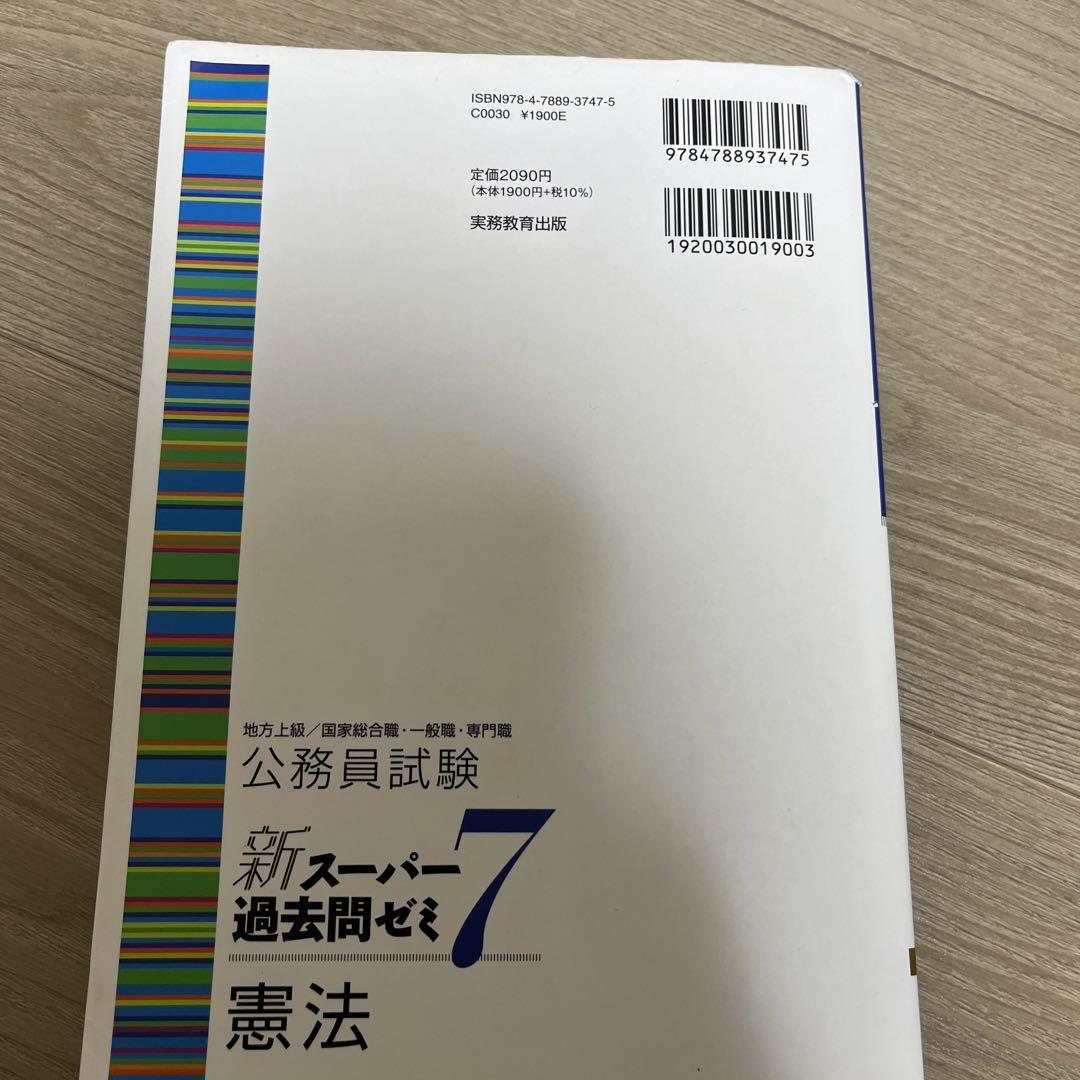 ISBN978-4-7889-3747-5
C0030 ¥1900E
9784788937475
定価2090円
（本体1900円+税10%）
実務教育出版
1920030019003
地方上級／国家総合職・一般職・専門職
公務員試験
新スーパー
過去問ゼミ7
憲法